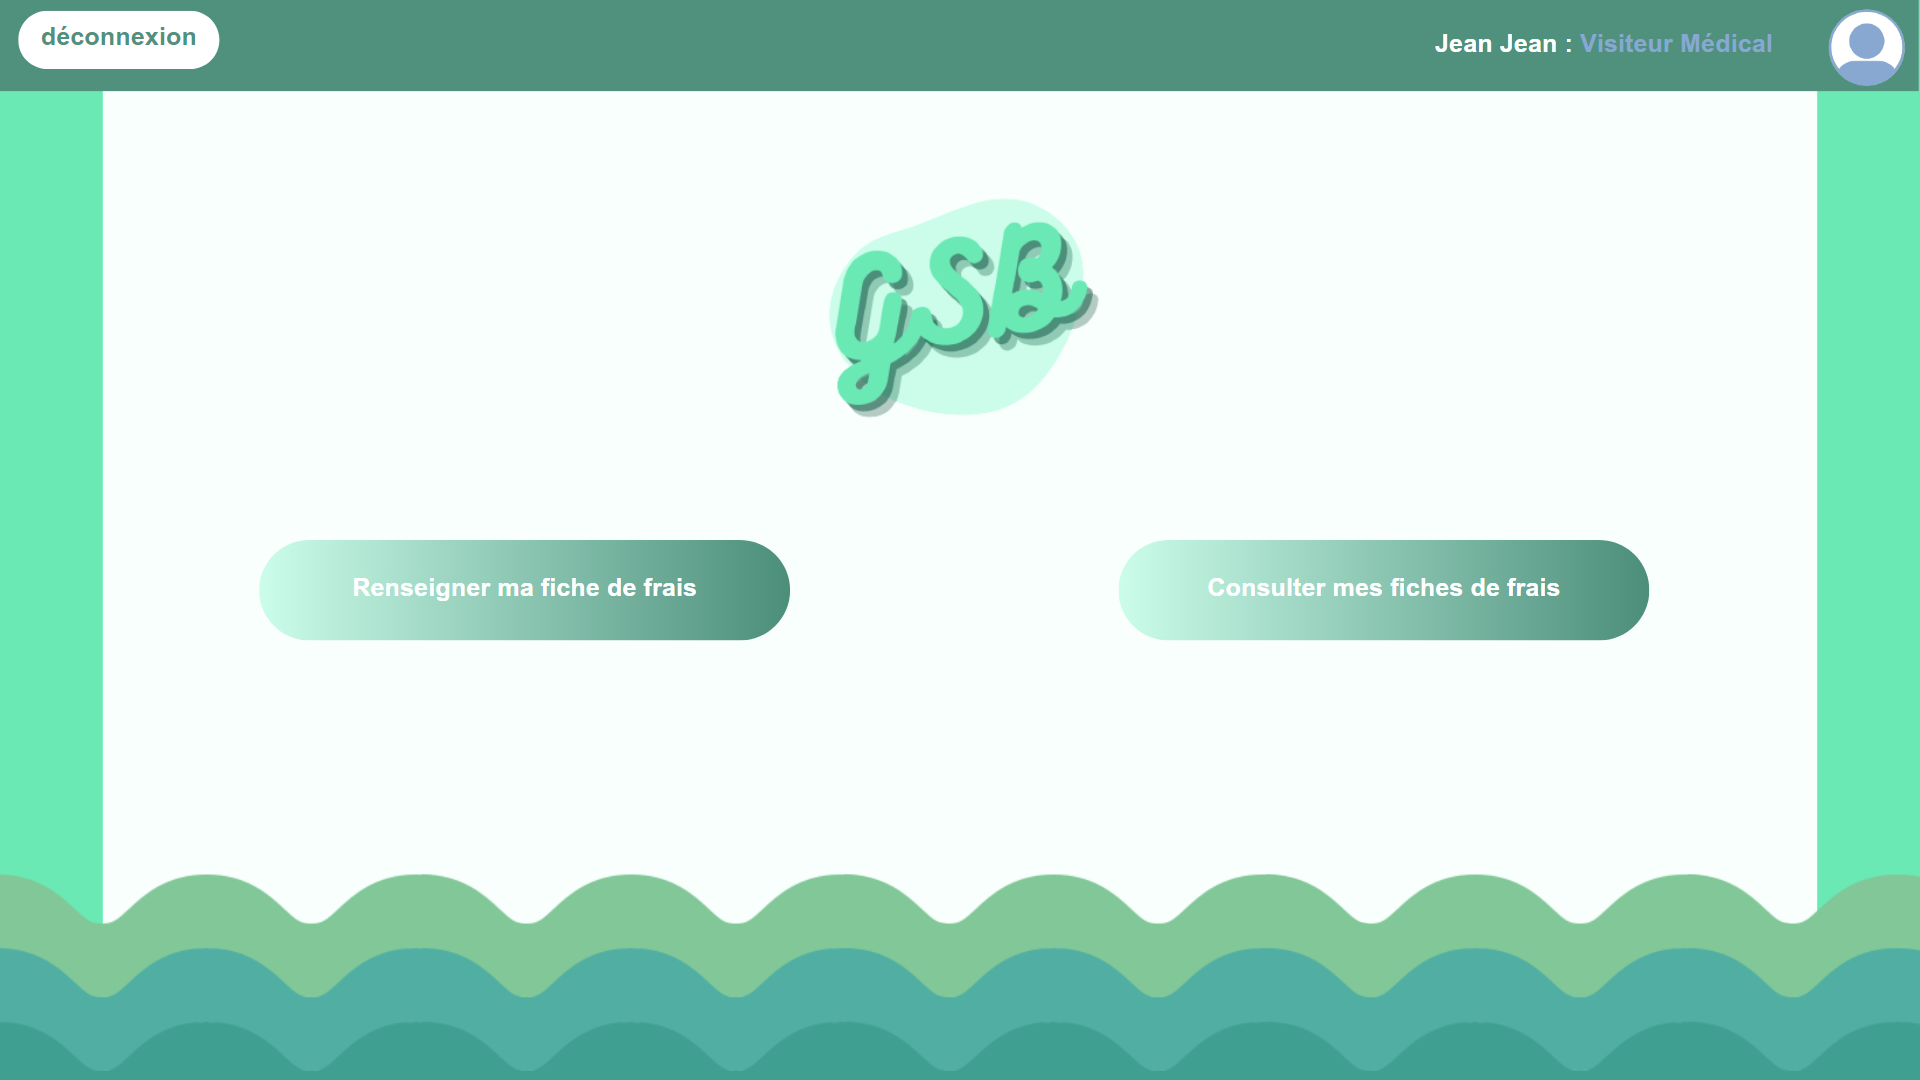 déconnexion
Jean Jean : Visiteur Médical
GSB
Renseigner ma fiche de frais
Consulter mes fiches de frais